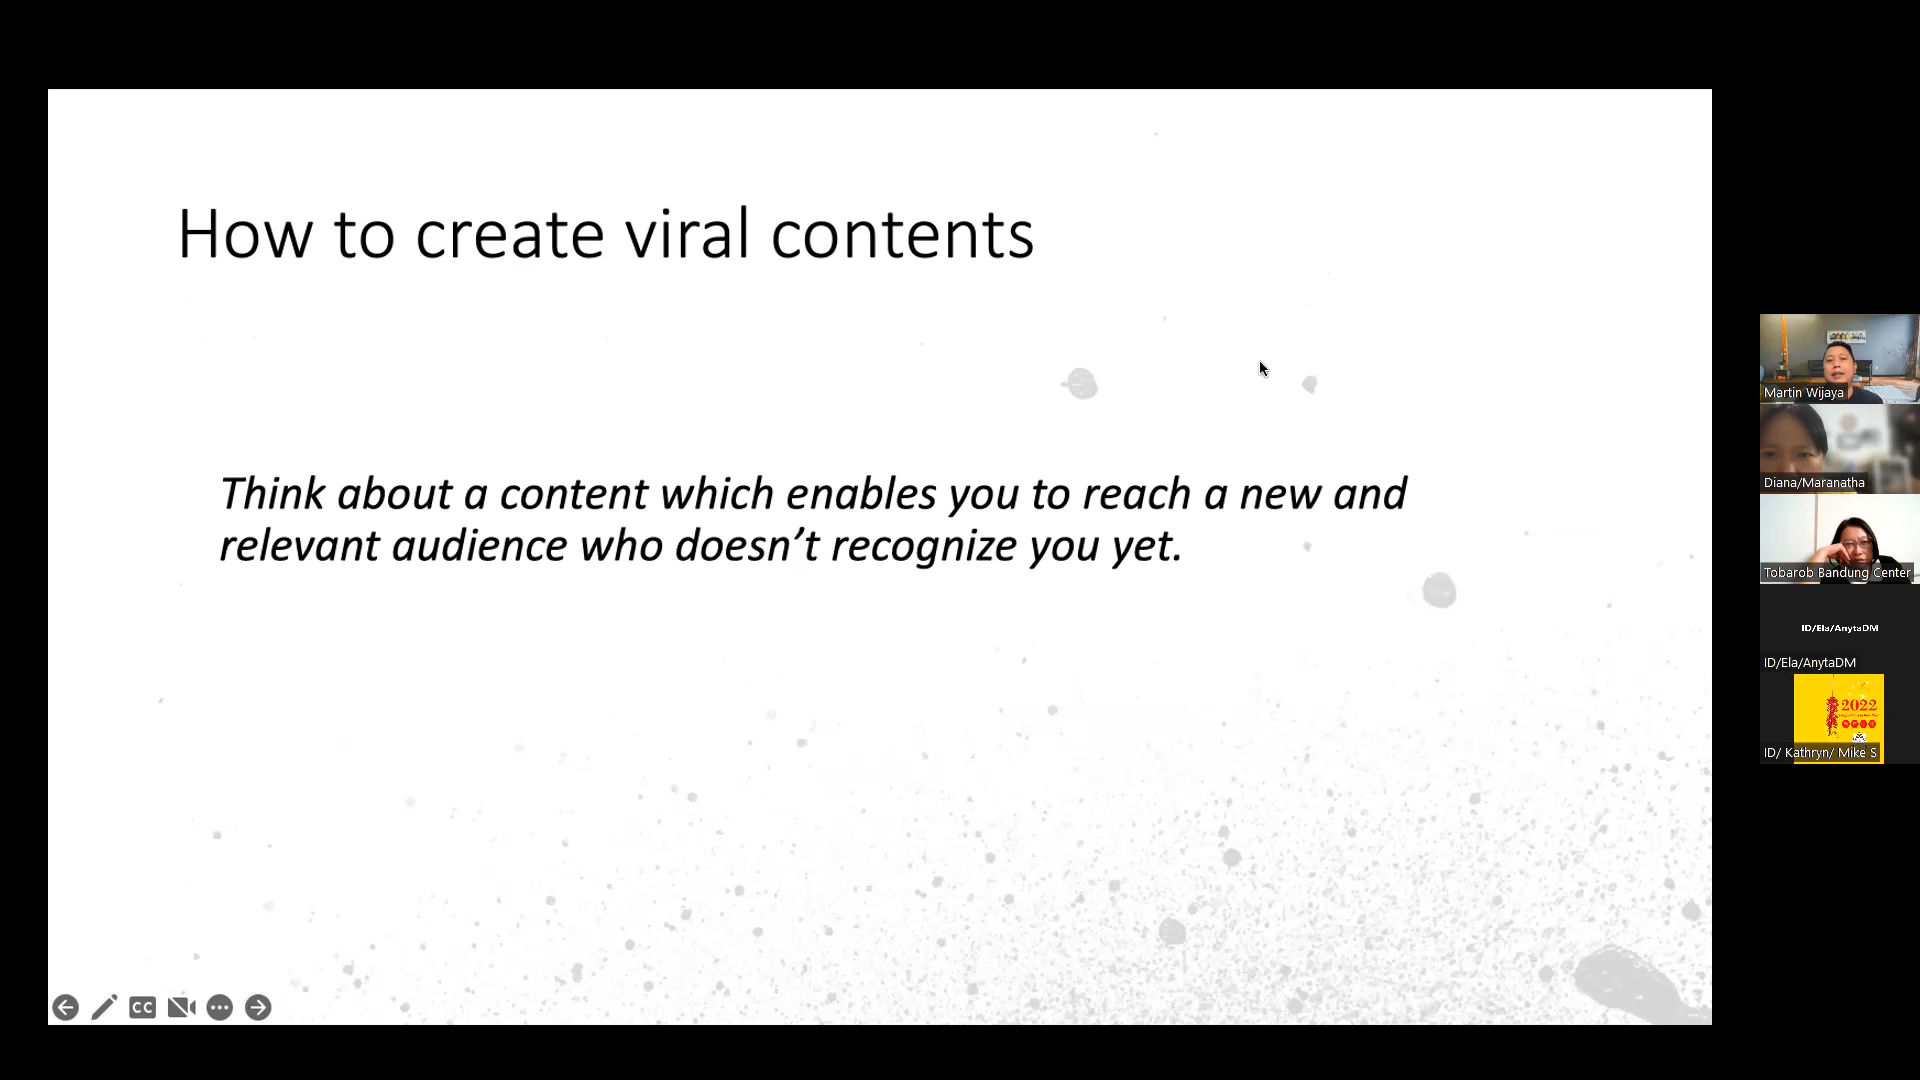 How to create viral contents
Think about a content which enables you to reach a new and
relevant audience who doesn’t recognize you yet.
CC
Martin Wijaya
Diana/Maranatha
Tobarob Bandung Center
ID/Ela/AnytaDM
ID/Ela/AnytaDM
2022
ID/ Kathryn/ Mike S